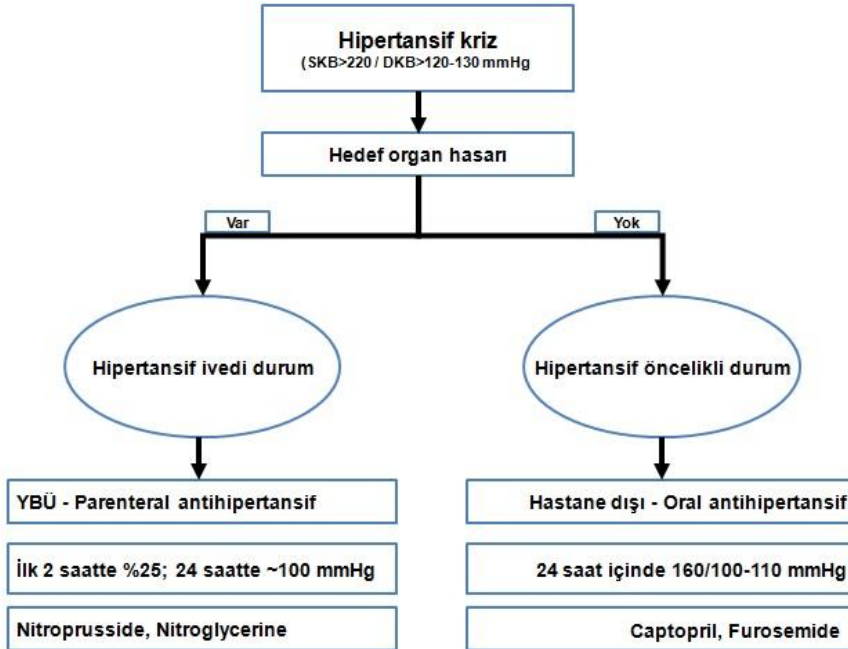 Hipertansif kriz
(SKB>220 / DKB>120-130 mmHg
Hedef organ hasarı
Var
Yok
Hipertansif ivedi durum
Hipertansif öncelikli durum
YBÜ - Parenteral antihipertansif
Hastane dışı - Oral antihipertansif
İlk 2 saatte %25; 24 saatte ~100 mmHg
24 saat içinde 160/100-110 mmHg
Nitroprusside, Nitroglycerine
Captopril, Furosemide